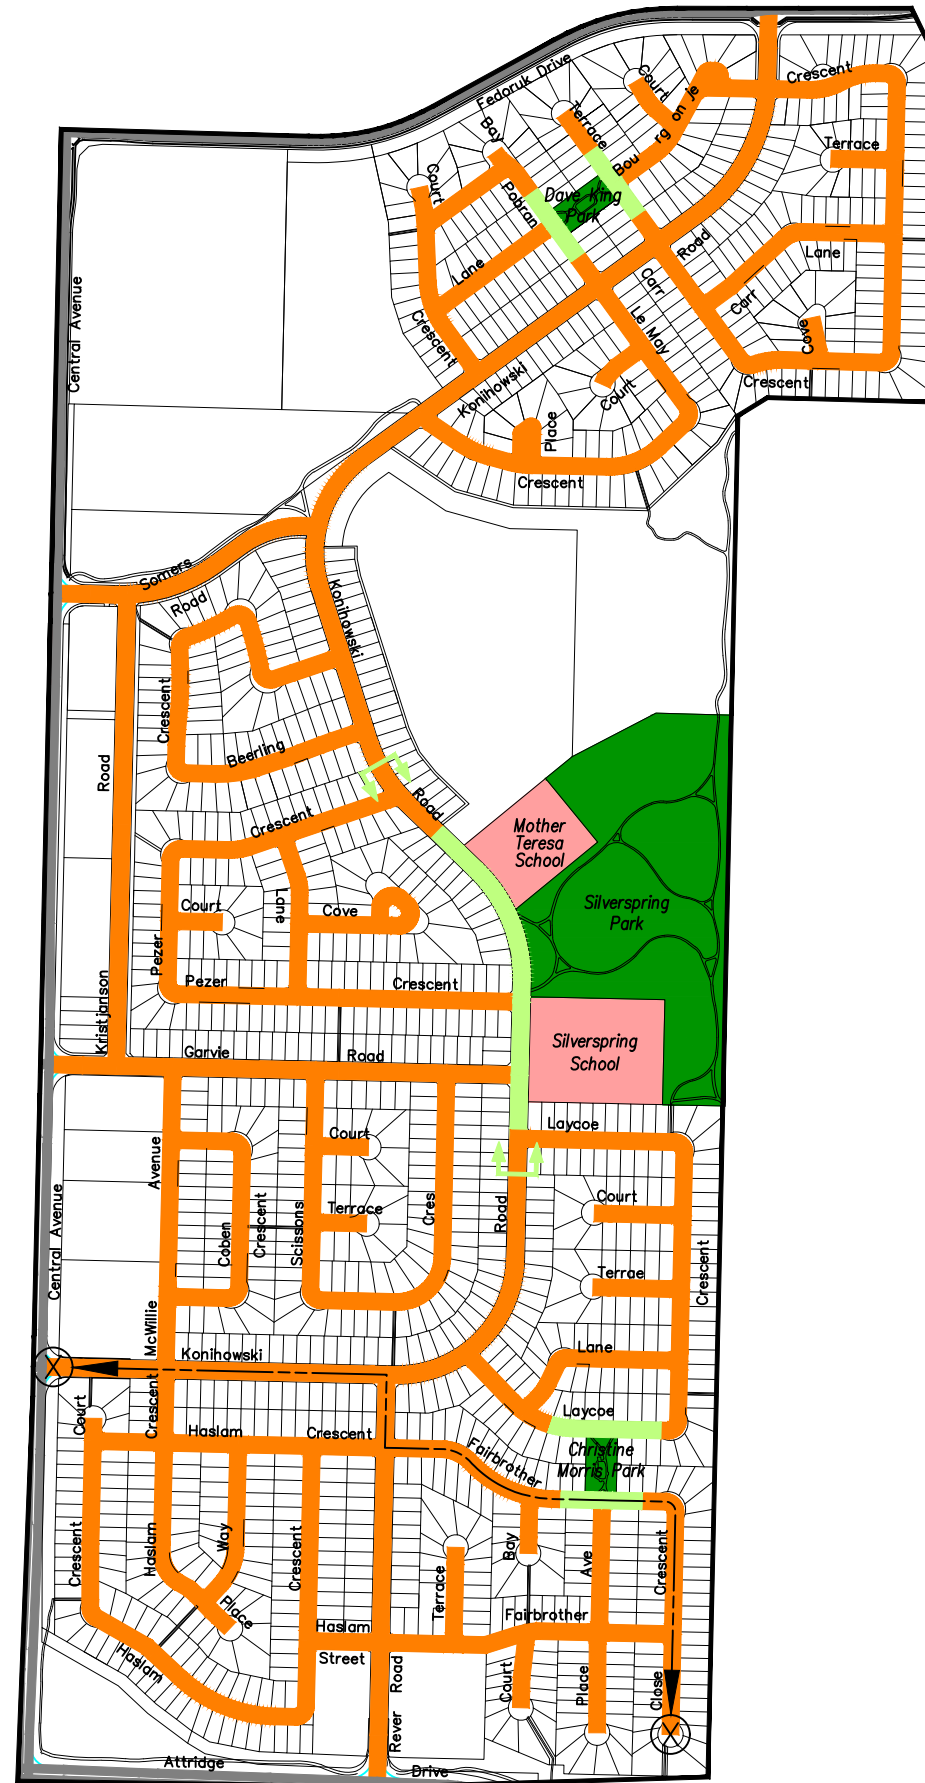 Fedoruk Drive
Court
Crescent
Terrace
Bay
Bou rg on je
Terrace
Court
Pobran
Dave King
Park
Lane
Road
Carr
Lane
Carr
Central Avenue
Crescent
Le May
Cove
Konihowski
Court
Crescent
Place
Crescent
Somers
Road
Konihowski
Crescent
Beerling
Road
Road
Crescent
Mother
Teresa
School
Silverspring
Park
Court
Lane
Cove
Pezer
Pezer
Crescent
Kristjanson
Garvie
Road
Silverspring
School
Laycoe
Court
Avenue
Court
Terrace
Cres
Road
Crescent
Coben
Scissons
Terrae
Crescent
Central Avenue
McWillie
Konihowski
Lane
Laycoe
Court
Crescent
Haslam
Crescent
Fairbrother
Christine
Morris Park
Crescent
Haslam
Way
Crescent
Bay
Ave
Crescent
Terrace
Place
Haslam
Street
Fairbrother
Haslam
Road
Court
Place
Close
Rever
Attridge
Drive